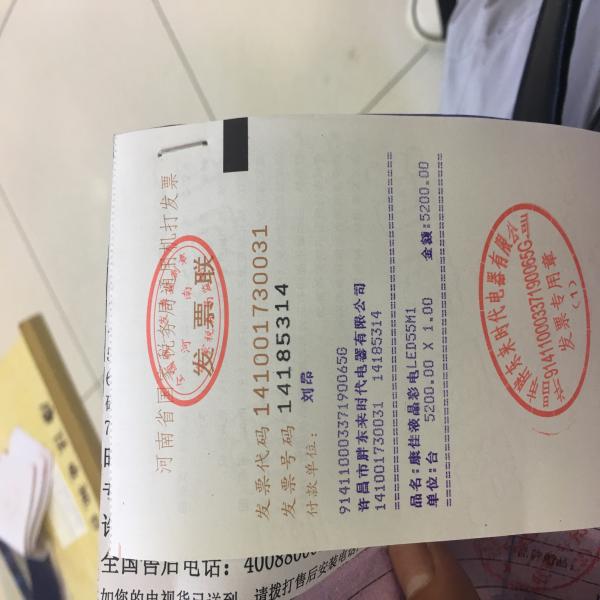 河南省国家税务局通用机打发票
发票联
发票代码 141001730031
发票号码 14185314
付款单位： 刘昂
91411000337190065G
许昌市胖东来时代电器有限公司
141001730031 14185314
品名:康佳液晶彩电LED55M1
单位:台 5200.00 X 1.00 金额:5200.00
许昌市胖东来时代电器有限公司
91411000337190065G
发票专用章
(1)
全国售后电话：4008800
如您的电视货已送到，请拨打售后安装电话